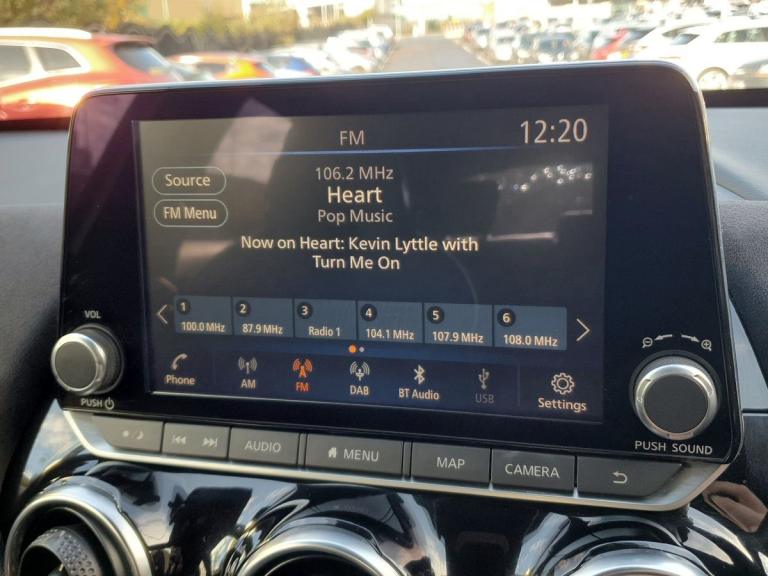 FM
12:20
Source
106.2 MHz
Heart
FM Menu
Pop Music
Now on Heart: Kevin Lyttle with
Turn Me On
1 100.0 MHz
2 87.9 MHz
3 Radio 1
4 104.1 MHz
5 107.9 MHz
6 108.0 MHz
VOL
PUSH
Phone
AM
FM
DAB
BT Audio
USB
Settings
PUSH SOUND
AUDIO
MENU
MAP
CAMERA